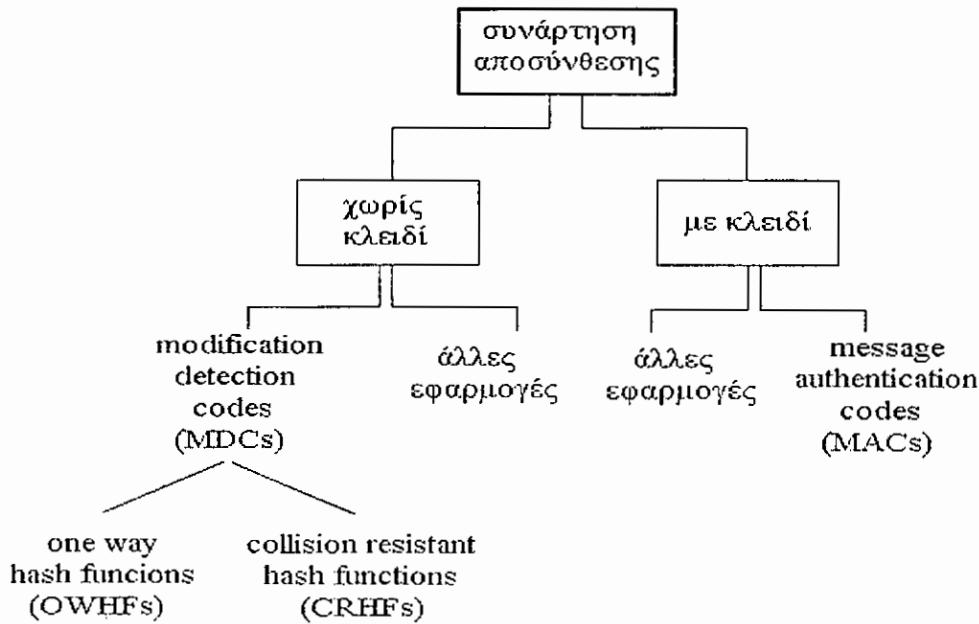 συνάρτηση
αποσύνθεσης
χωρίς
κλειδί
με κλειδί
modification
detection
codes
(MDCs)
άλλες
εφαρμογές
άλλες
εφαρμογές
message
authentication
codes
(MACs)
one way
hash funcions
(OWHFs)
collision resistant
hash functions
(CRHFs)